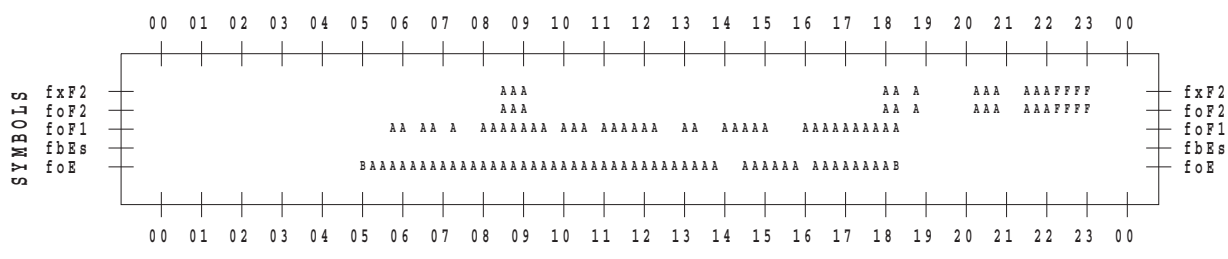 00 01 02 03 04 05 06 07 08 09 10 11 12 13 14 15 16 17 18 19 20 21 22 23 00
SYMBOLS
fxF2 AAA AA A AAA AAAFFFF fxF2
foF2 AAA AA A AAA AAAFFFF foF2
foF1 AA AA A AAAAAAA AAA AAAAAA AA AAAAA AAAAAAAAAA foF1
fbEs fbEs
foE BAAAAAAAAAAAAAAAAAAAAAAAAAAAAAAAAAAA AAAAAA AAAAAAAAB foE
00 01 02 03 04 05 06 07 08 09 10 11 12 13 14 15 16 17 18 19 20 21 22 23 00